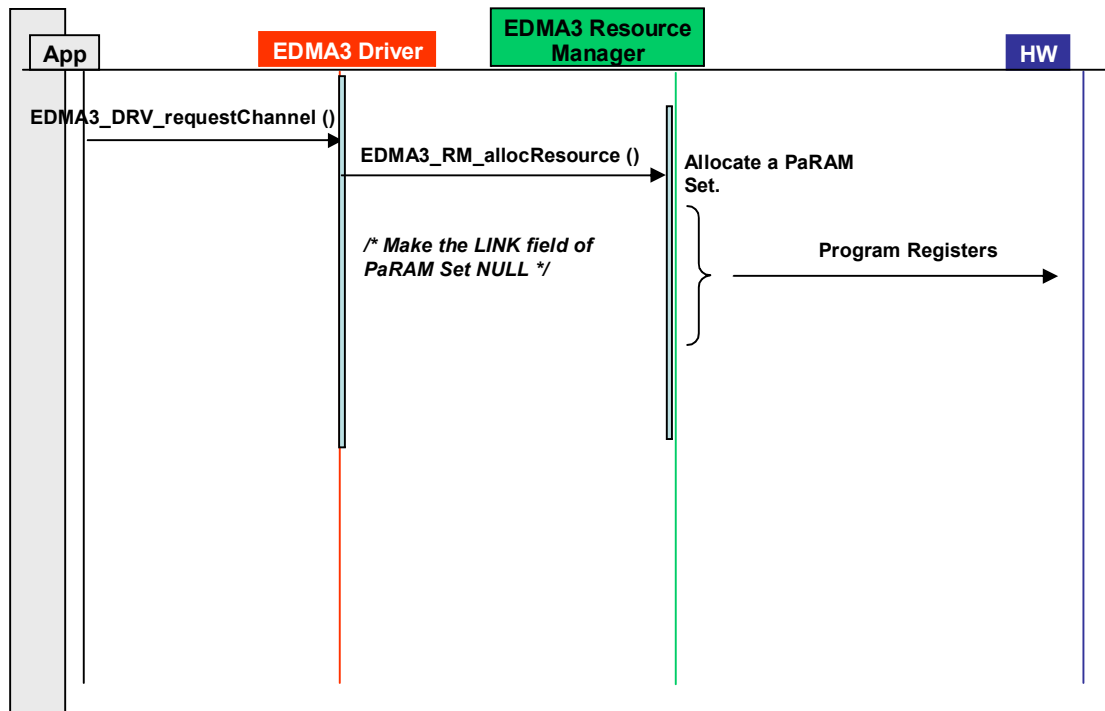 App
EDMA3 Driver
EDMA3 Resource
Manager
HW
EDMA3_DRV_requestChannel ()
EDMA3_RM_allocResource ()
Allocate a PaRAM
Set.
/* Make the LINK field of
PaRAM Set NULL */
Program Registers